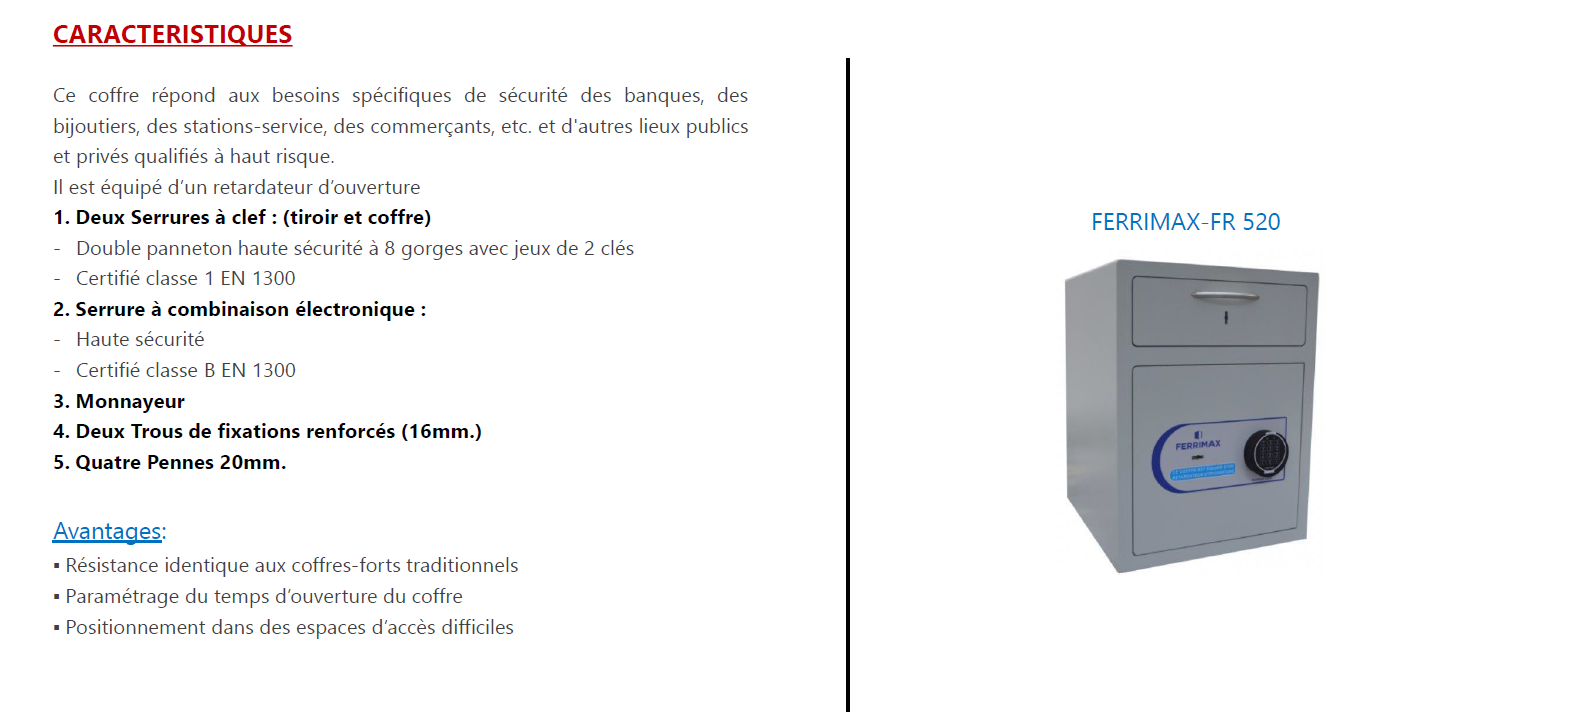 CARACTERISTIQUES
Ce coffre répond aux besoins spécifiques de sécurité des banques, des
bijoutiers, des stations-service, des commerçants, etc. et d'autres lieux publics
et privés qualifiés à haut risque.
Il est équipé d’un retardateur d’ouverture
1. Deux Serrures à clef : (tiroir et coffre)
- Double panneton haute sécurité à 8 gorges avec jeux de 2 clés
- Certifié classe 1 EN 1300
2. Serrure à combinaison électronique :
- Haute sécurité
- Certifié classe B EN 1300
3. Monnayeur
4. Deux Trous de fixations renforcés (16mm.)
5. Quatre Pennes 20mm.
Avantages:
▪ Résistance identique aux coffres-forts traditionnels
▪ Paramétrage du temps d’ouverture du coffre
▪ Positionnement dans des espaces d’accès difficiles
FERRIMAX-FR 520
FERRIMAX